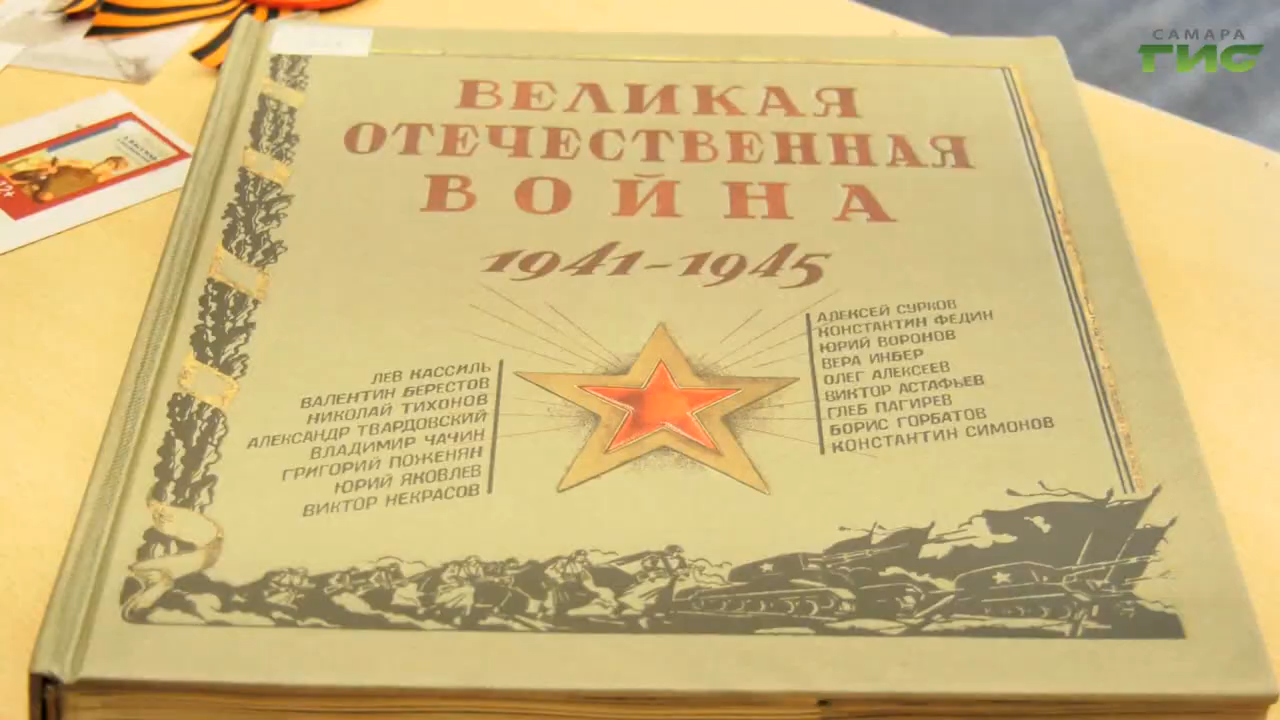 САМАРА
ГИС
ВЕЛИКАЯ
ОТЕЧЕСТВЕННАЯ
ВОЙНА
1941-1945
ЛЕВ КАССИЛЬ
ВАЛЕНТИН БЕРЕСТОВ
НИКОЛАЙ ТИХОНОВ
АЛЕКСАНДР ТВАРДОВСКИЙ
ВЛАДИМИР ЧАЧИН
ГРИГОРИЙ ПОЖЕНЯН
ЮРИЙ ЯКОВЛЕВ
ВИКТОР НЕКРАСОВ
АЛЕКСЕЙ СУРКОВ
КОНСТАНТИН ФЕДИН
ЮРИЙ ВОРОНОВ
ВЕРА ИНБЕР
ОЛЕГ АЛЕКСЕЕВ
ВИКТОР АСТАФЬЕВ
ГЛЕБ ПАГИРЕВ
БОРИС ГОРБАТОВ
КОНСТАНТИН СИМОНОВ
12+